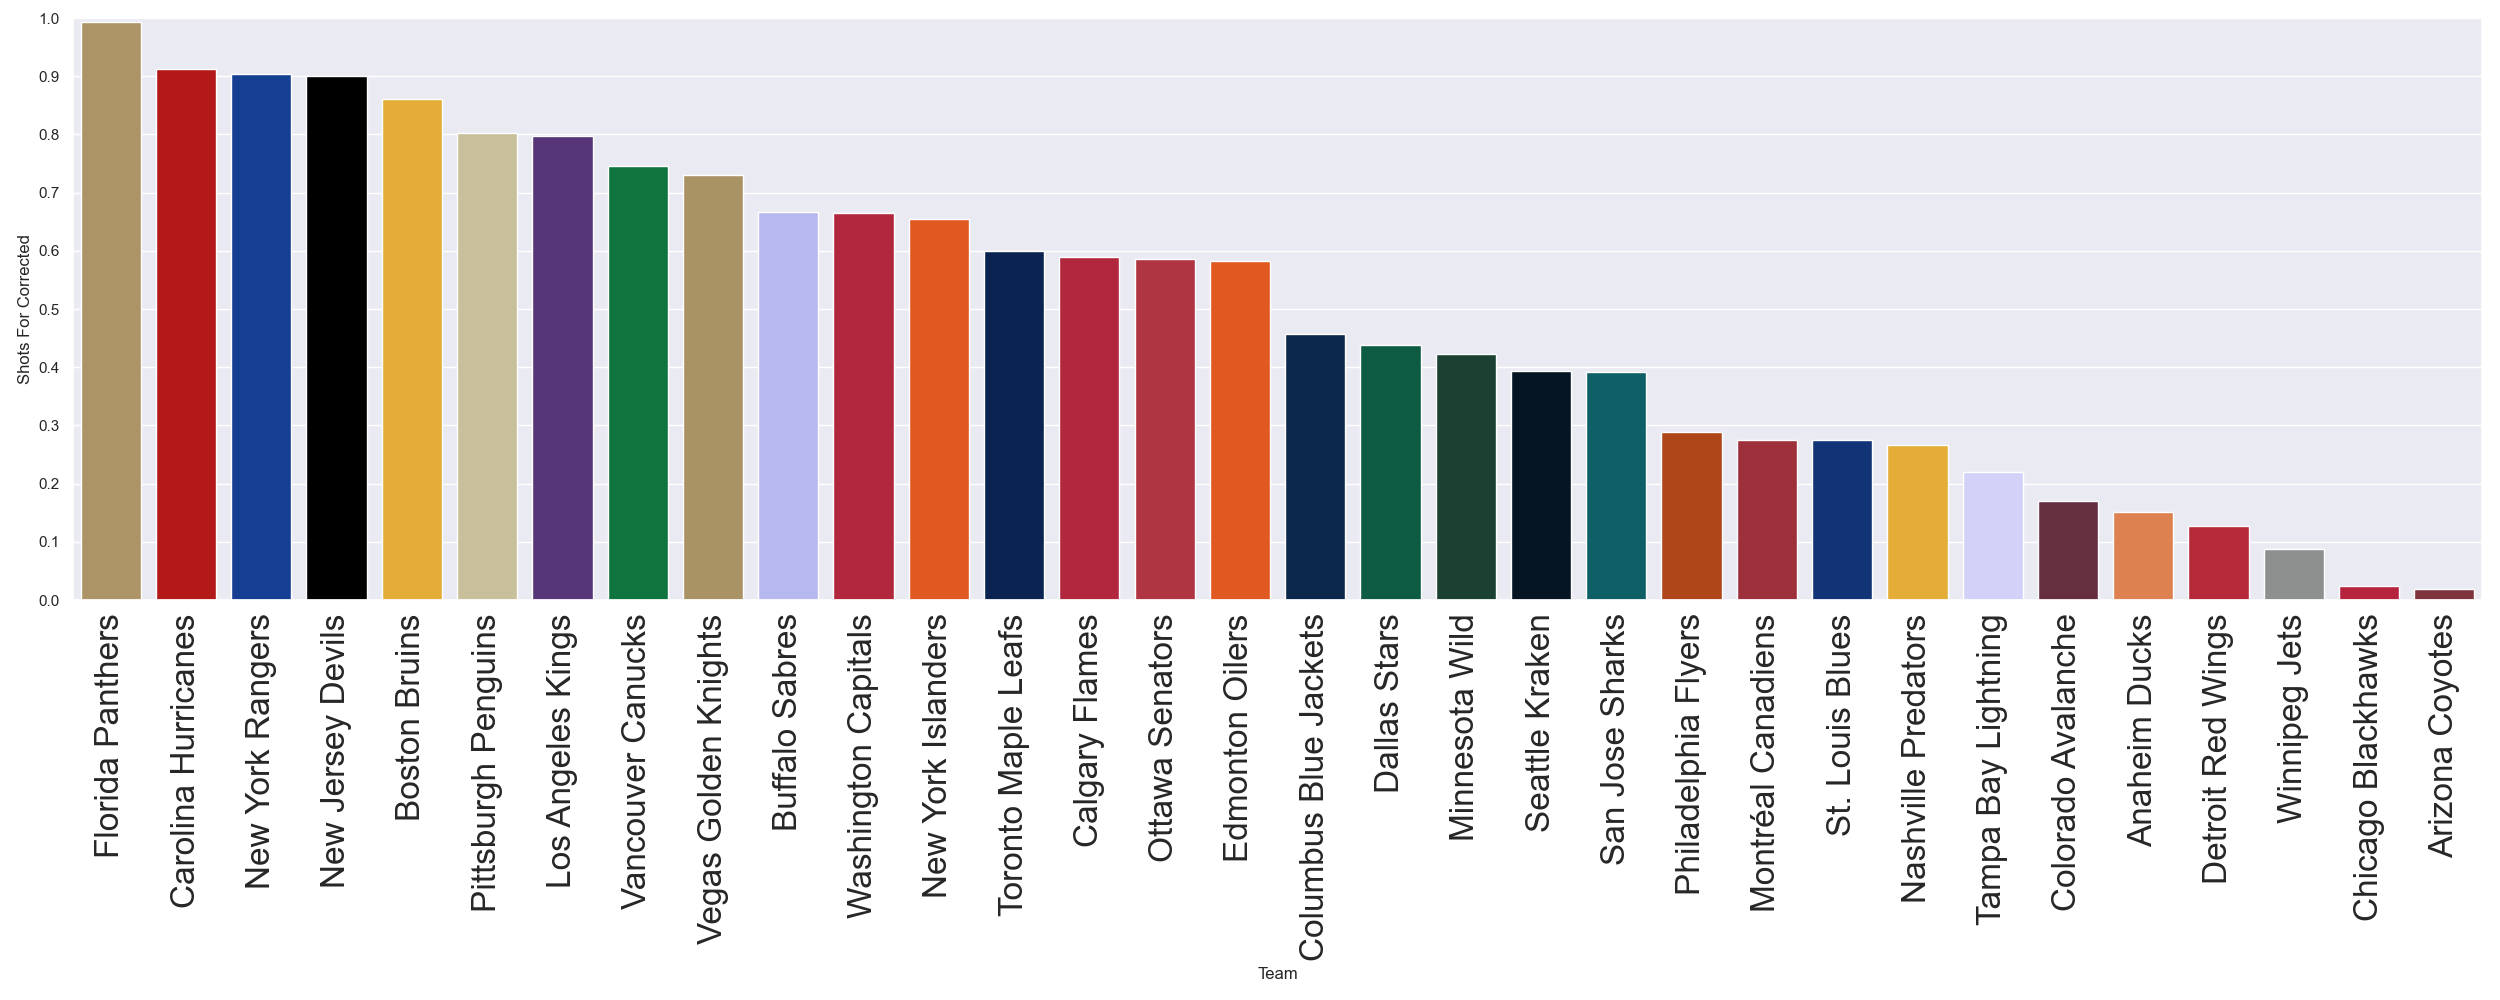 1.0
0.9
0.8
0.7
0.6
0.5
0.4
0.3
0.2
0.1
0.0
Shots For Corrected
Florida Panthers
Carolina Hurricanes
New York Rangers
New Jersey Devils
Boston Bruins
Pittsburgh Penguins
Los Angeles Kings
Vancouver Canucks
Vegas Golden Knights
Buffalo Sabres
Washington Capitals
New York Islanders
Toronto Maple Leafs
Calgary Flames
Ottawa Senators
Edmonton Oilers
Columbus Blue Jackets
Dallas Stars
Minnesota Wild
Seattle Kraken
San Jose Sharks
Philadelphia Flyers
Montréal Canadiens
St. Louis Blues
Nashville Predators
Tampa Bay Lightning
Colorado Avalanche
Anaheim Ducks
Detroit Red Wings
Winnipeg Jets
Chicago Blackhawks
Arizona Coyotes
Team